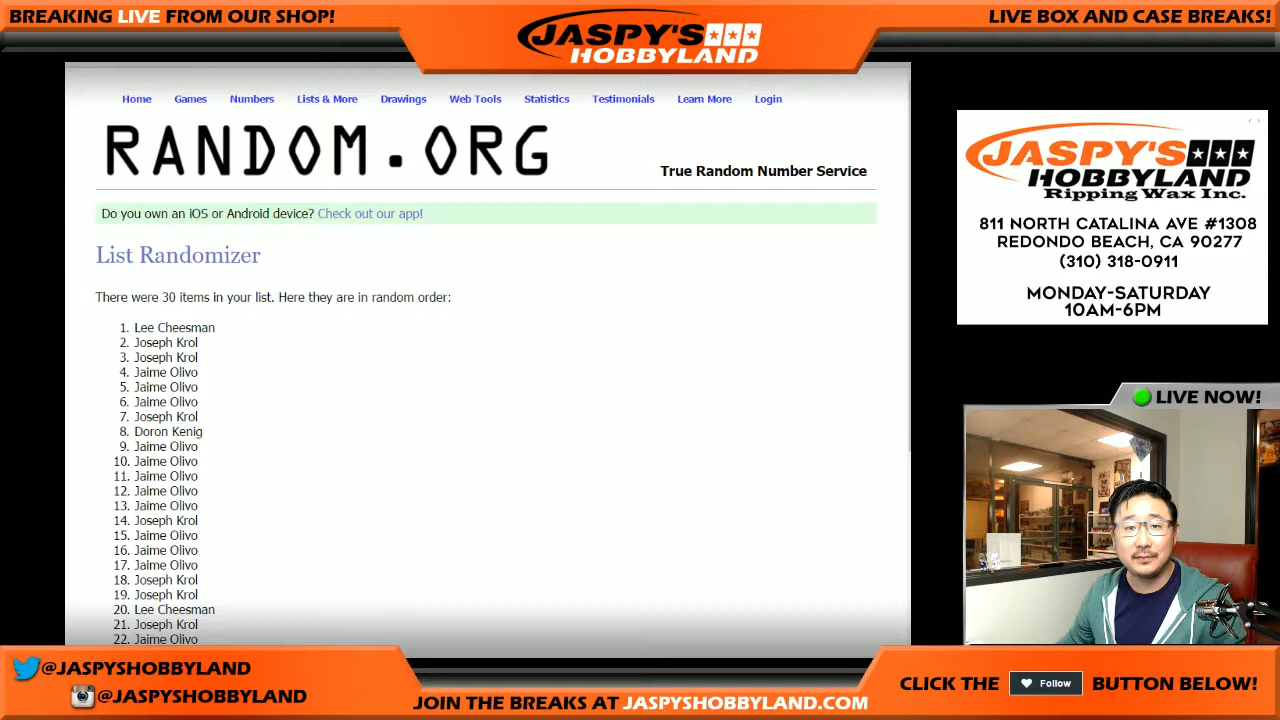 BREAKING LIVE FROM OUR SHOP!
JASPY'S
HOBBYLAND
LIVE BOX AND CASE BREAKS!
Home Games Numbers Lists & More Drawings Web Tools Statistics Testimonials Learn More Login
RANDOM.ORG
True Random Number Service
Do you own an iOS or Android device? Check out our app!
List Randomizer
There were 30 items in your list. Here they are in random order:
1. Lee Cheesman
2. Joseph Krol
3. Joseph Krol
4. Jaime Olivo
5. Jaime Olivo
6. Jaime Olivo
7. Joseph Krol
8. Doron Kenig
9. Jaime Olivo
10. Jaime Olivo
11. Jaime Olivo
12. Jaime Olivo
13. Jaime Olivo
14. Joseph Krol
15. Jaime Olivo
16. Jaime Olivo
17. Jaime Olivo
18. Joseph Krol
19. Joseph Krol
20. Lee Cheesman
21. Joseph Krol
22. Jaime Olivo
JASPY'S
HOBBYLAND
Ripping Wax Inc.
811 NORTH CATALINA AVE #1308
REDONDO BEACH, CA 90277
(310) 318-0911
MONDAY-SATURDAY
10AM-6PM
LIVE NOW!
@JASPYSHOBBYLAND
@JASPYSHOBBYLAND
JOIN THE BREAKS AT JASPYSHOBBYLAND.COM
CLICK THE Follow BUTTON BELOW!